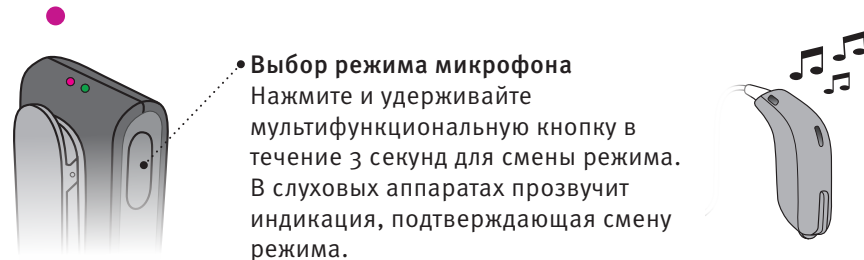 Выбор режима микрофона
Нажмите и удерживайте
мультифункциональную кнопку в
течение 3 секунд для смены режима.
В слуховых аппаратах прозвучит
индикация, подтверждающая смену
режима.